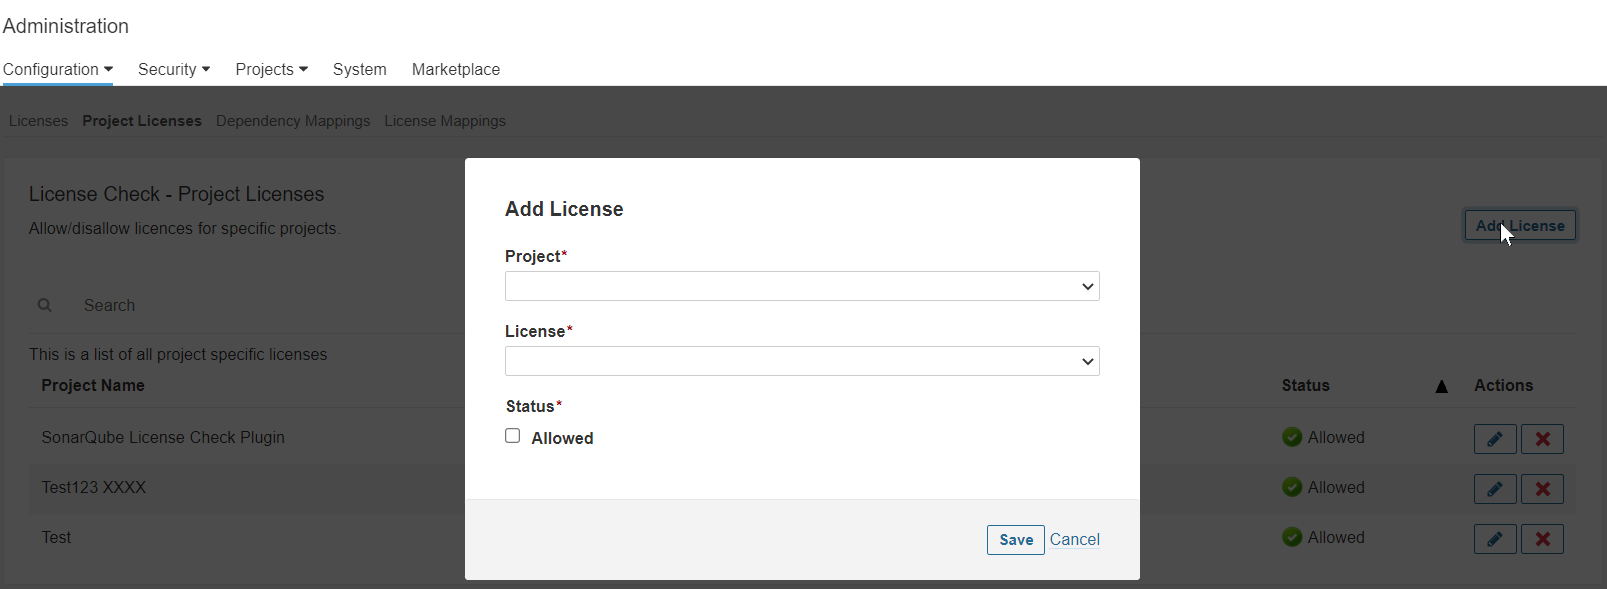 Administration
Configuration Security Projects System Marketplace
Licenses Project Licenses Dependency Mappings License Mappings
License Check - Project Licenses
Allow/disallow licences for specific projects.
Add License
Search
This is a list of all project specific licenses
Project Name Status Actions
SonarQube License Check Plugin Allowed
Test123 XXXX Allowed
Test Allowed
Add License
Project*
License*
Status*
Allowed
Save Cancel